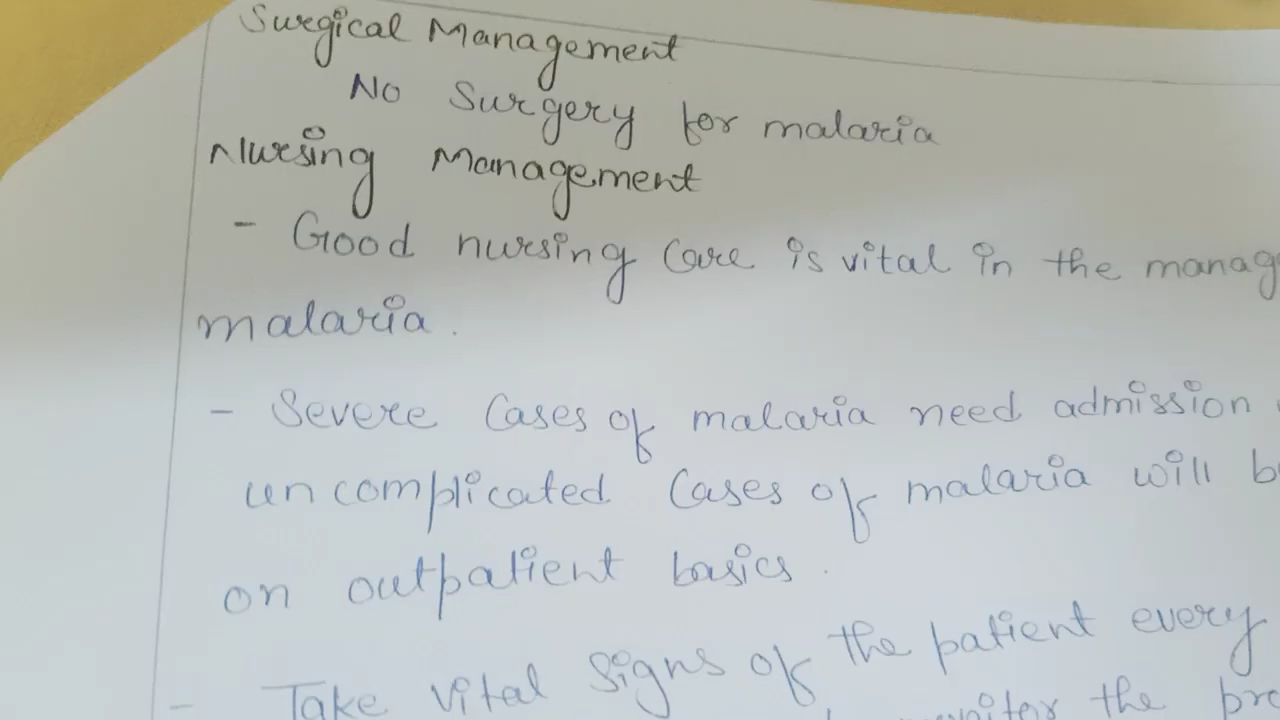 Surgical Management
No Surgery for malaria
Nursing Management
- Good nursing Care is vital in the manag
malaria.
- Severe Cases of malaria need admission
uncomplicated Cases of malaria will b
on outpatient basics.
- Take vital Signs of the patient every
the pro